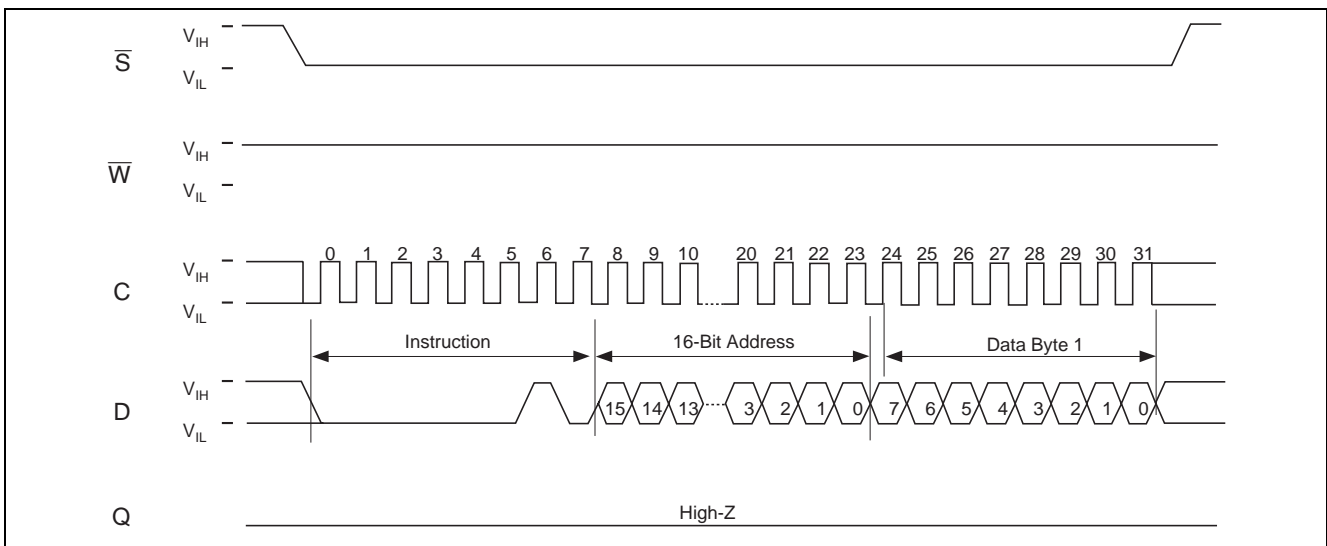 V_IH
S̅
V_IL
V_IH
W̅
V_IL
0 1 2 3 4 5 6 7 8 9 10 20 21 22 23 24 25 26 27 28 29 30 31
V_IH
C
V_IL
Instruction 16-Bit Address Data Byte 1
V_IH
D 15 14 13 3 2 1 0 7 6 5 4 3 2 1 0
V_IL
High-Z
Q